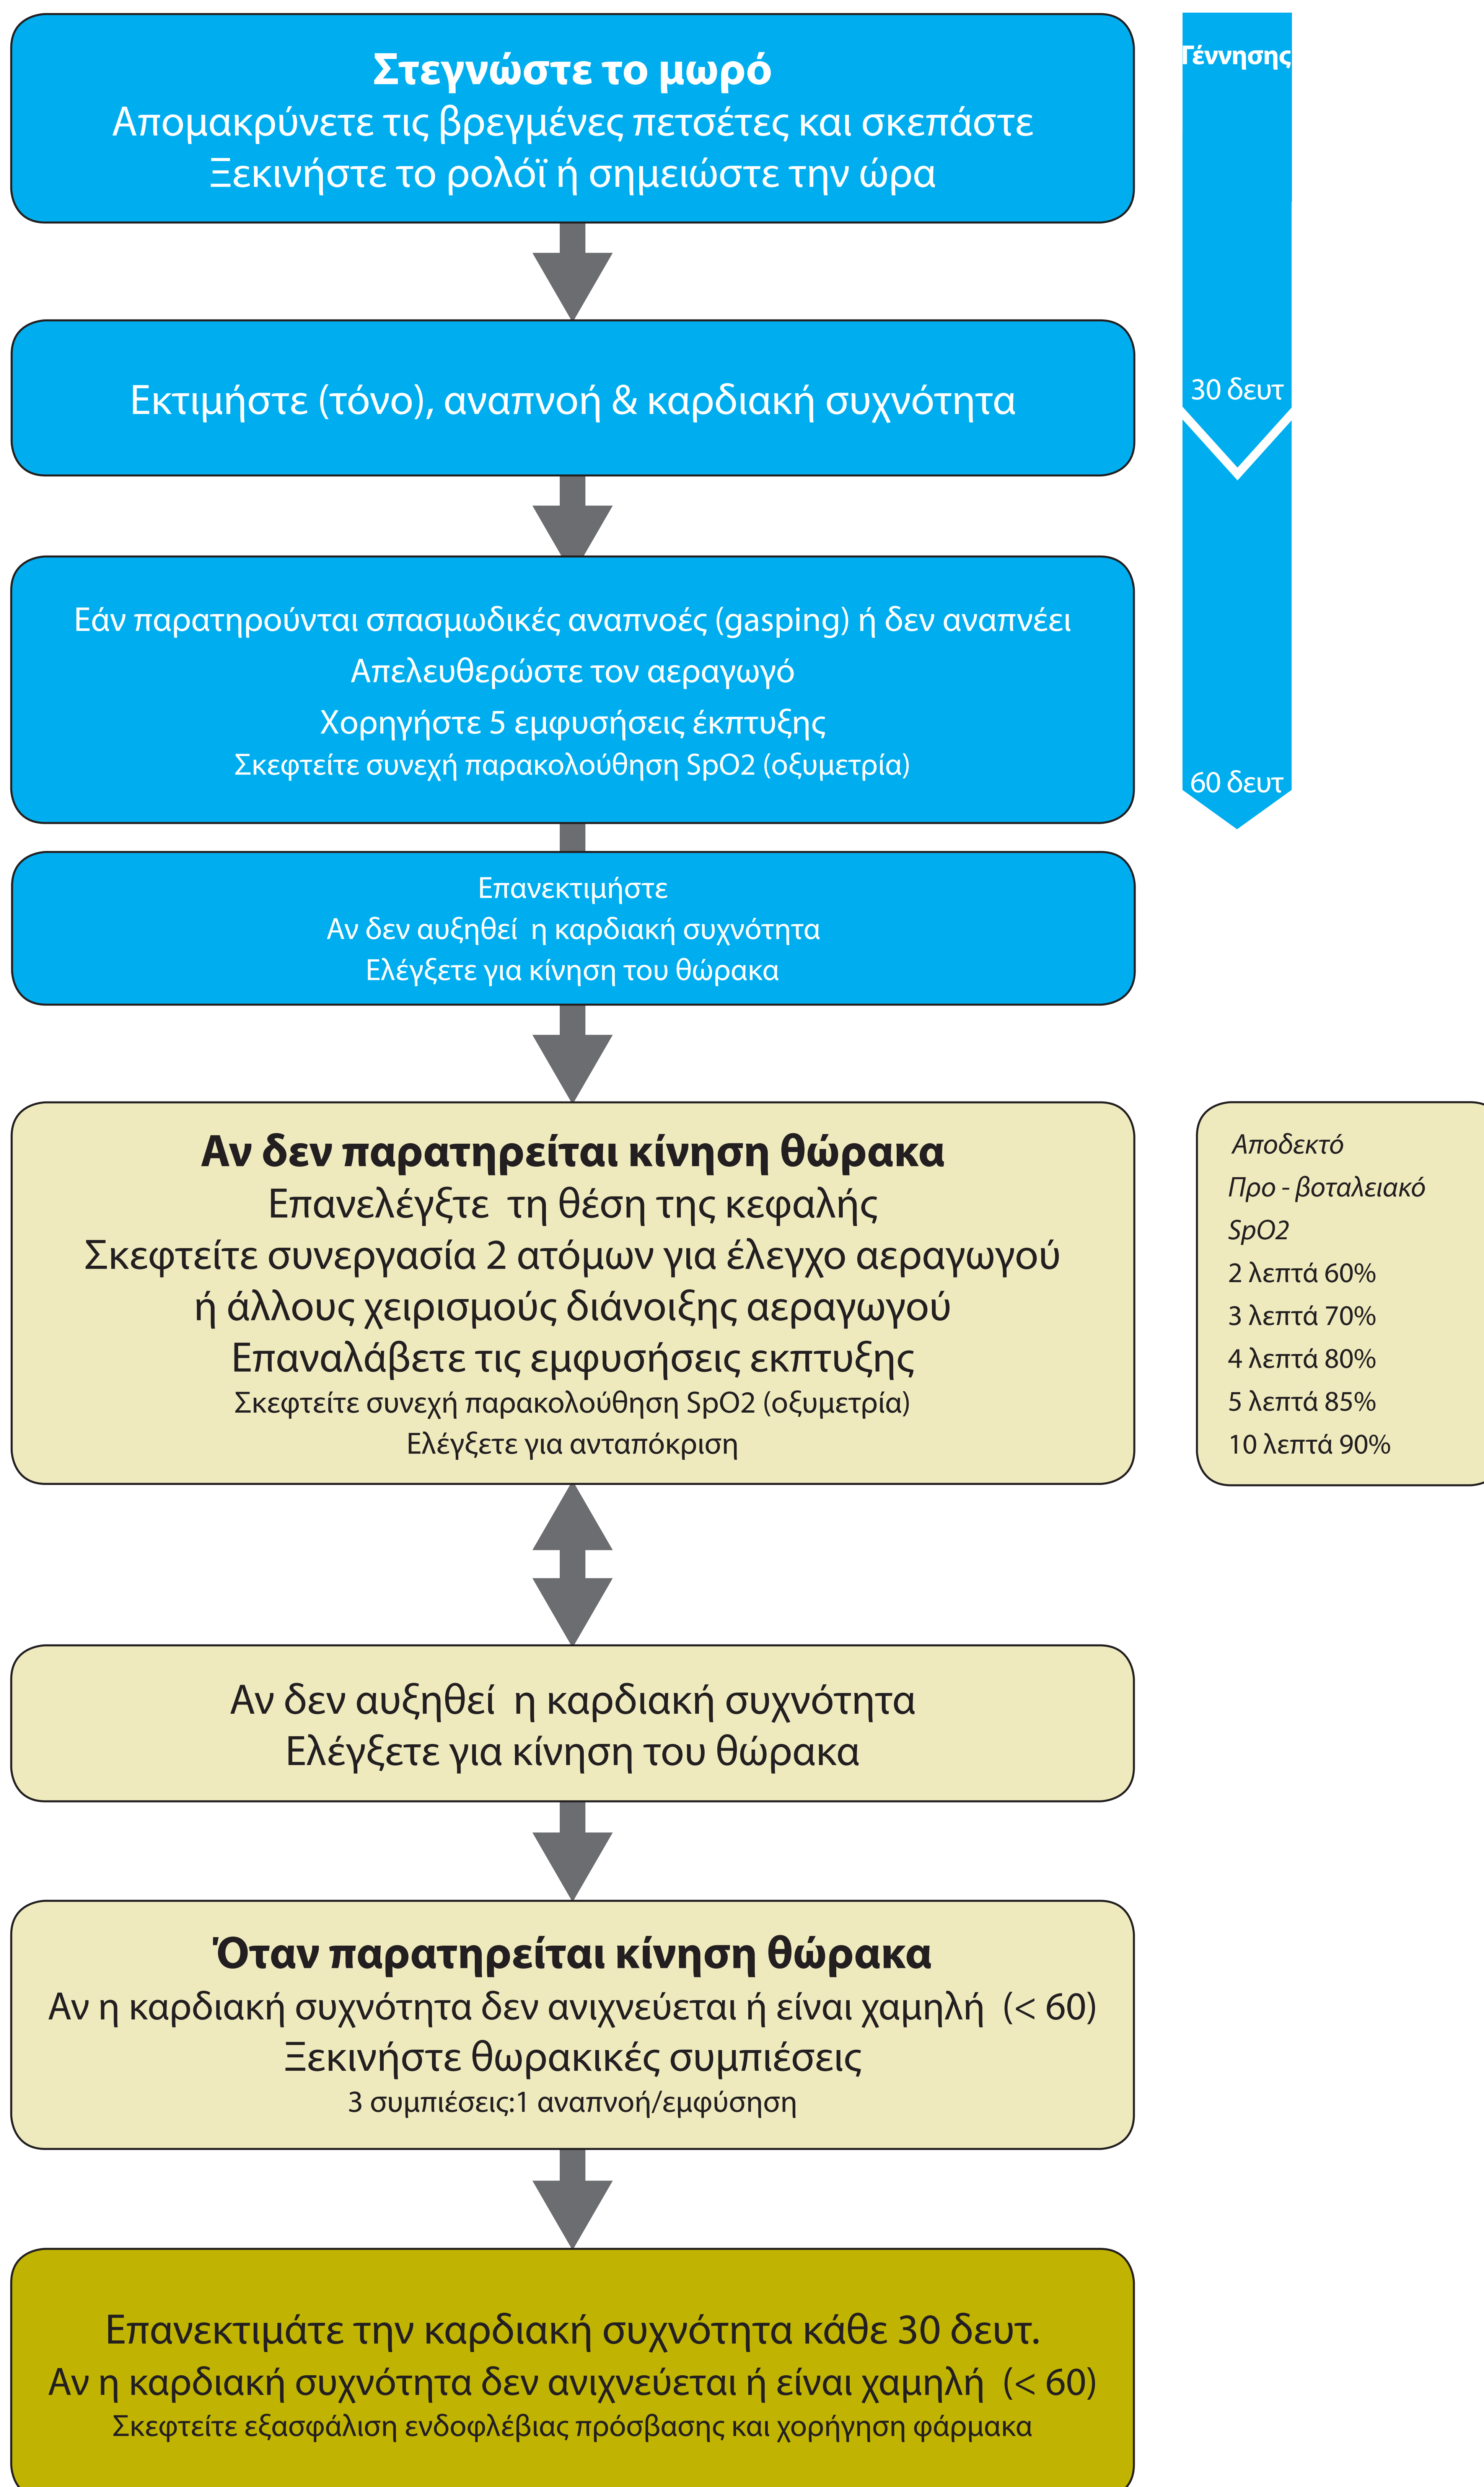 Στεγνώστε το μωρό
Απομακρύνετε τις βρεγμένες πετσέτες και σκεπάστε
Ξεκινήστε το ρολόϊ ή σημειώστε την ώρα
Γέννησης
Εκτιμήστε (τόνο), αναπνοή & καρδιακή συχνότητα
30 δευτ
Εάν παρατηρούνται σπασμωδικές αναπνοές (gasping) ή δεν αναπνέει
Απελευθερώστε τον αεραγωγό
Χορηγήστε 5 εμφυσήσεις έκπτυξης
Σκεφτείτε συνεχή παρακολούθηση SpO2 (οξυμετρία)
60 δευτ
Επανεκτιμήστε
Αν δεν αυξηθεί η καρδιακή συχνότητα
Ελέγξετε για κίνηση του θώρακα
Αν δεν παρατηρείται κίνηση θώρακα
Επανελέγξτε τη θέση της κεφαλής
Σκεφτείτε συνεργασία 2 ατόμων για έλεγχο αεραγωγού
ή άλλους χειρισμούς διάνοιξης αεραγωγού
Επαναλάβετε τις εμφυσήσεις εκπτυξης
Σκεφτείτε συνεχή παρακολούθηση SpO2 (οξυμετρία)
Ελέγξετε για ανταπόκριση
Αποδεκτό
Προ - βοταλειακό
SpO2
2 λεπτά 60%
3 λεπτά 70%
4 λεπτά 80%
5 λεπτά 85%
10 λεπτά 90%
Αν δεν αυξηθεί η καρδιακή συχνότητα
Ελέγξετε για κίνηση του θώρακα
Όταν παρατηρείται κίνηση θώρακα
Αν η καρδιακή συχνότητα δεν ανιχνεύεται ή είναι χαμηλή (< 60)
Ξεκινήστε θωρακικές συμπιέσεις
3 συμπιέσεις:1 αναπνοή/εμφύσηση
Επανεκτιμάτε την καρδιακή συχνότητα κάθε 30 δευτ.
Αν η καρδιακή συχνότητα δεν ανιχνεύεται ή είναι χαμηλή (< 60)
Σκεφτείτε εξασφάλιση ενδοφλέβιας πρόσβασης και χορήγηση φάρμακα